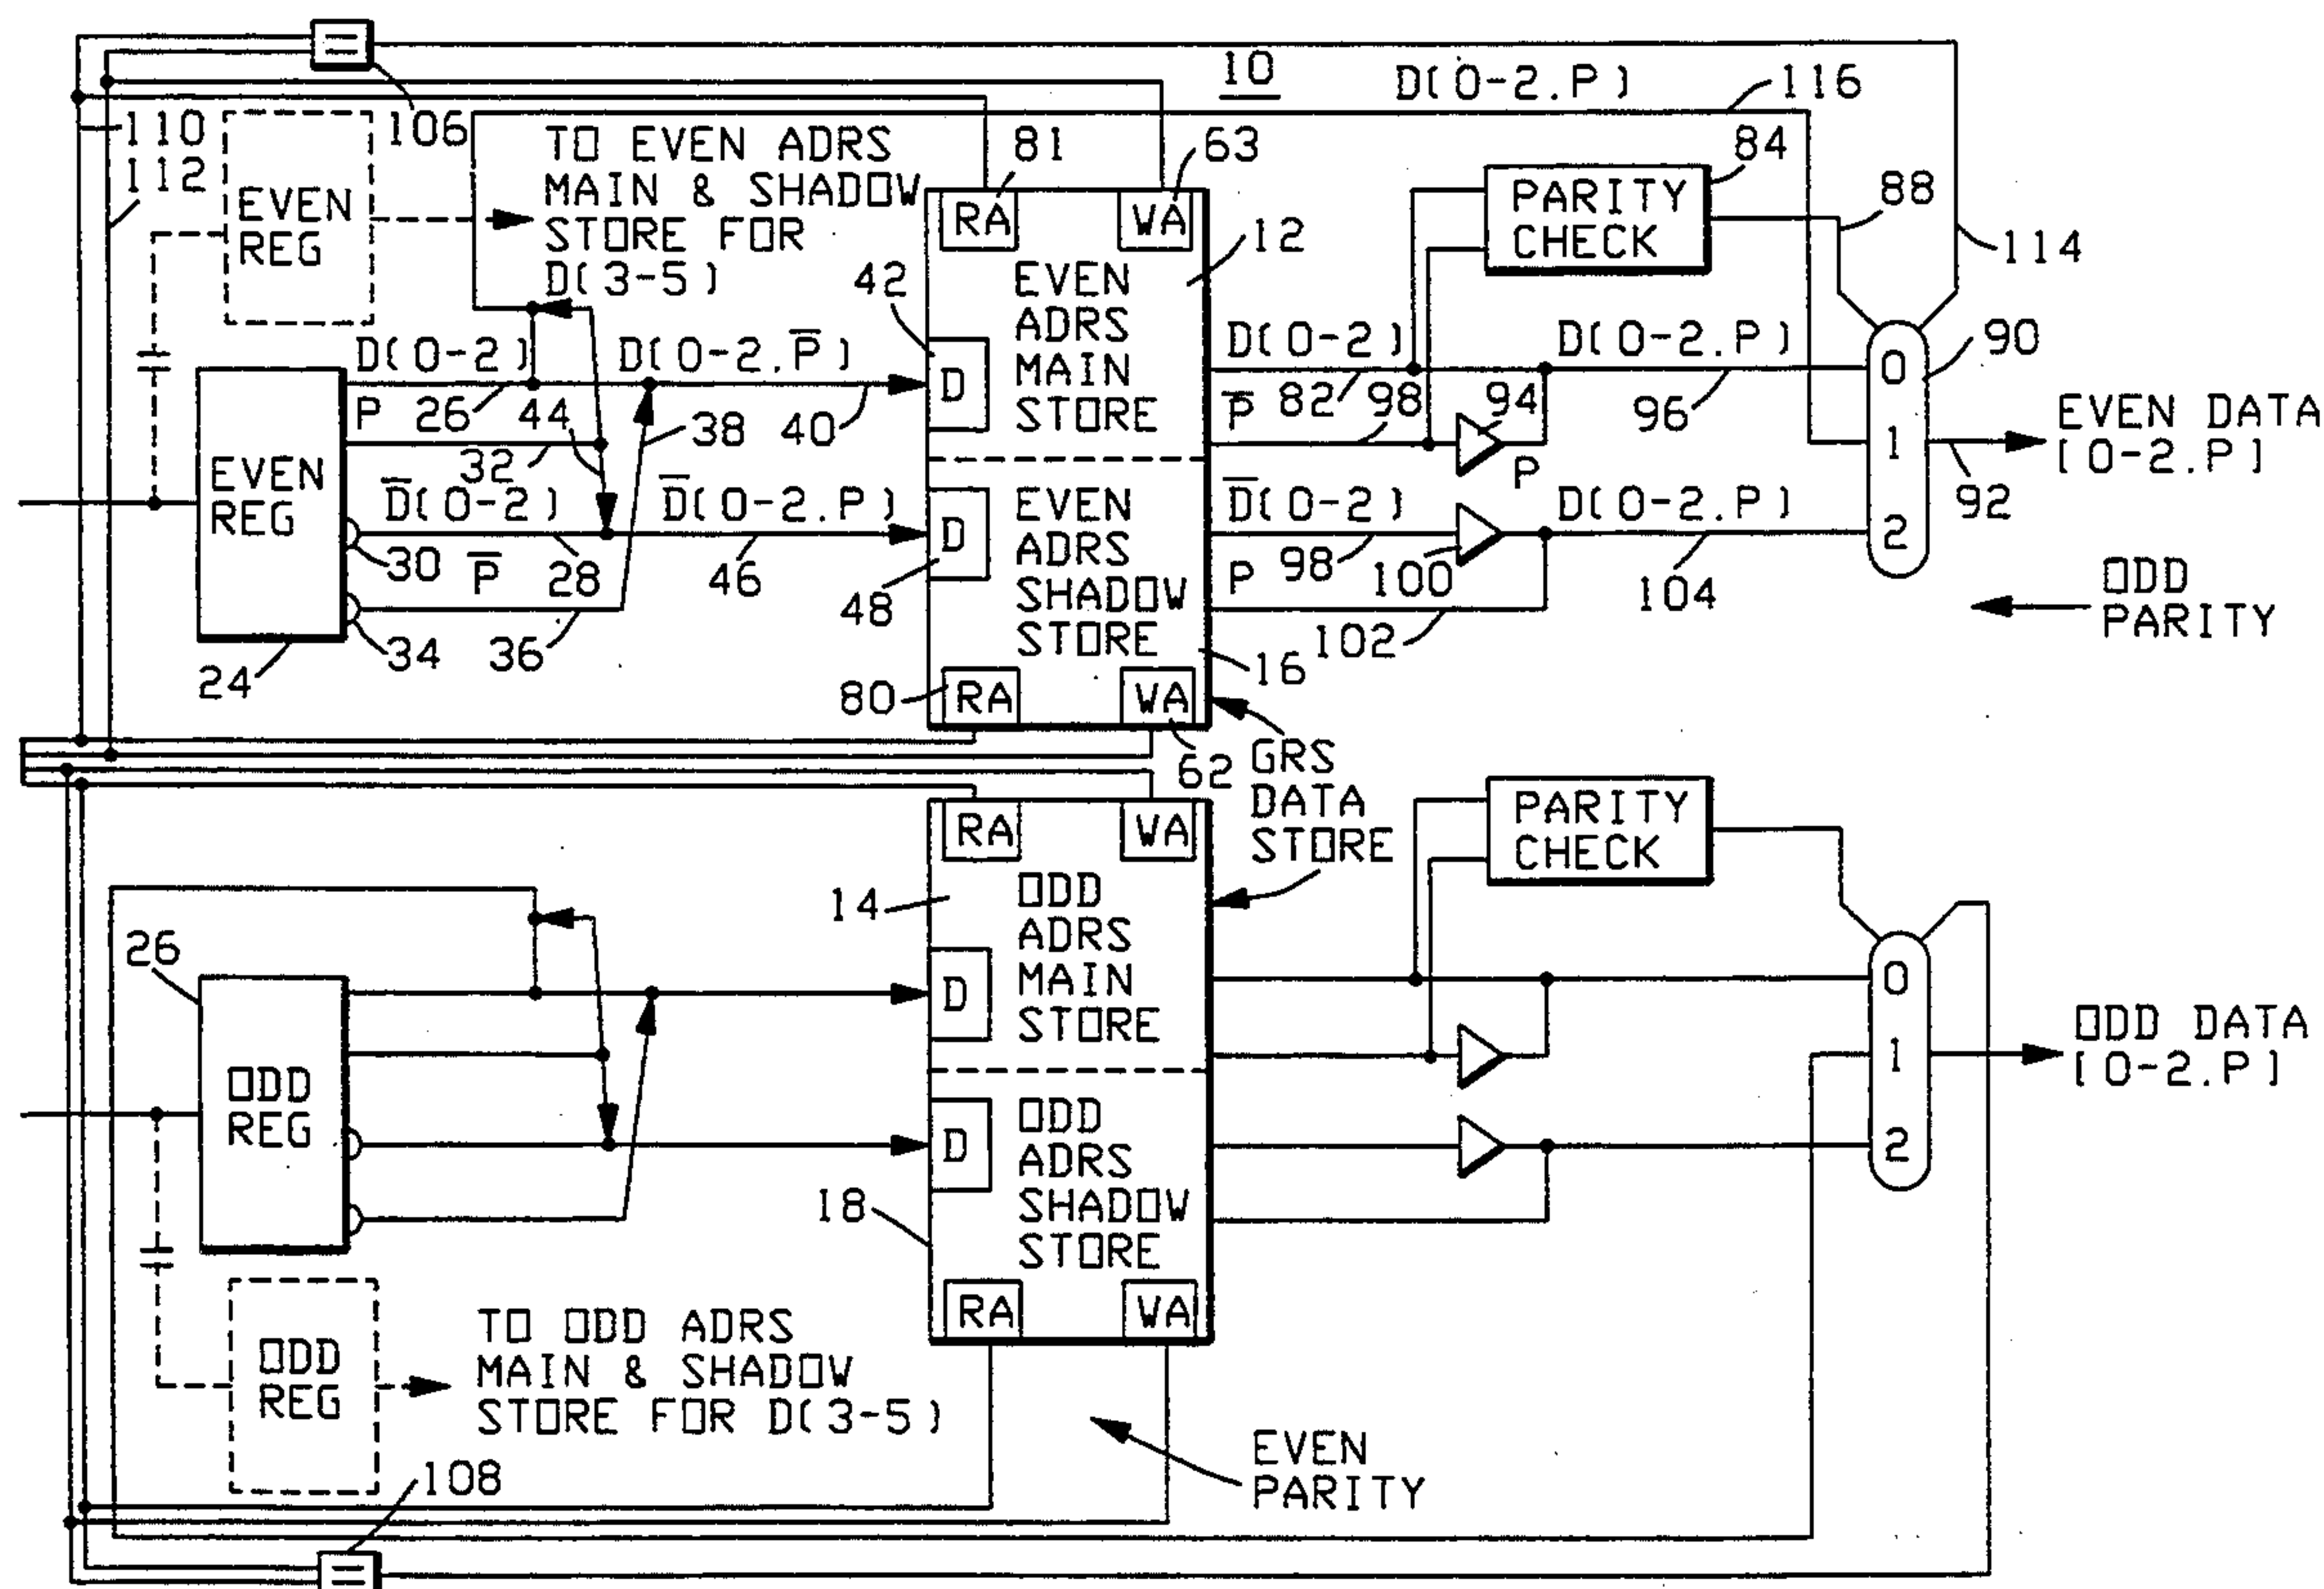 10
D(0-2.P)
116
110
112
106
EVEN
REG
TO EVEN ADRS
MAIN & SHADOW
STORE FOR
D(3-5)
81
63
RA
WA
12
PARITY
CHECK
84
88
114
42
D
EVEN
ADRS
MAIN
STORE
D(0-2)
P
26
44
D(0-2.P̅)
38
40
D(0-2)
P̅
82
98
94
P
D(0-2.P)
96
0
1
2
90
EVEN DATA
[0-2.P]
92
EVEN
REG
24
32
D̅(0-2)
30
P̅
28
34
36
D̅(0-2.P)
46
48
D
EVEN
ADRS
SHADOW
STORE
16
D̅(0-2)
P
98
100
102
D(0-2.P)
104
ODD
PARITY
80
RA
WA
62
GRS
DATA
STORE
RA
WA
PARITY
CHECK
14
ODD
ADRS
MAIN
STORE
D
26
ODD
REG
18
D
ODD
ADRS
SHADOW
STORE
0
1
2
ODD DATA
[0-2.P]
RA
WA
ODD
REG
TO ODD ADRS
MAIN & SHADOW
STORE FOR D(3-5)
108
EVEN
PARITY